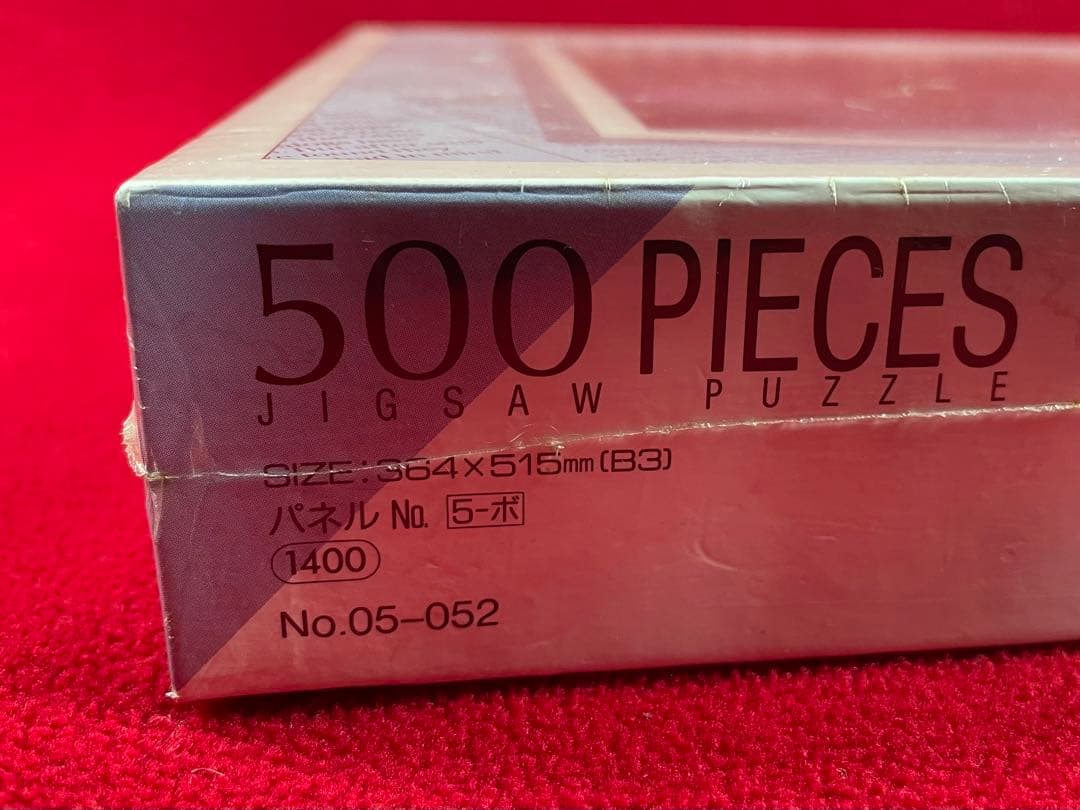 500 PIECES
JIGSAW PUZZLE
SIZE:364×515mm(B3)
パネル No. 5-ボ
1400
No.05-052